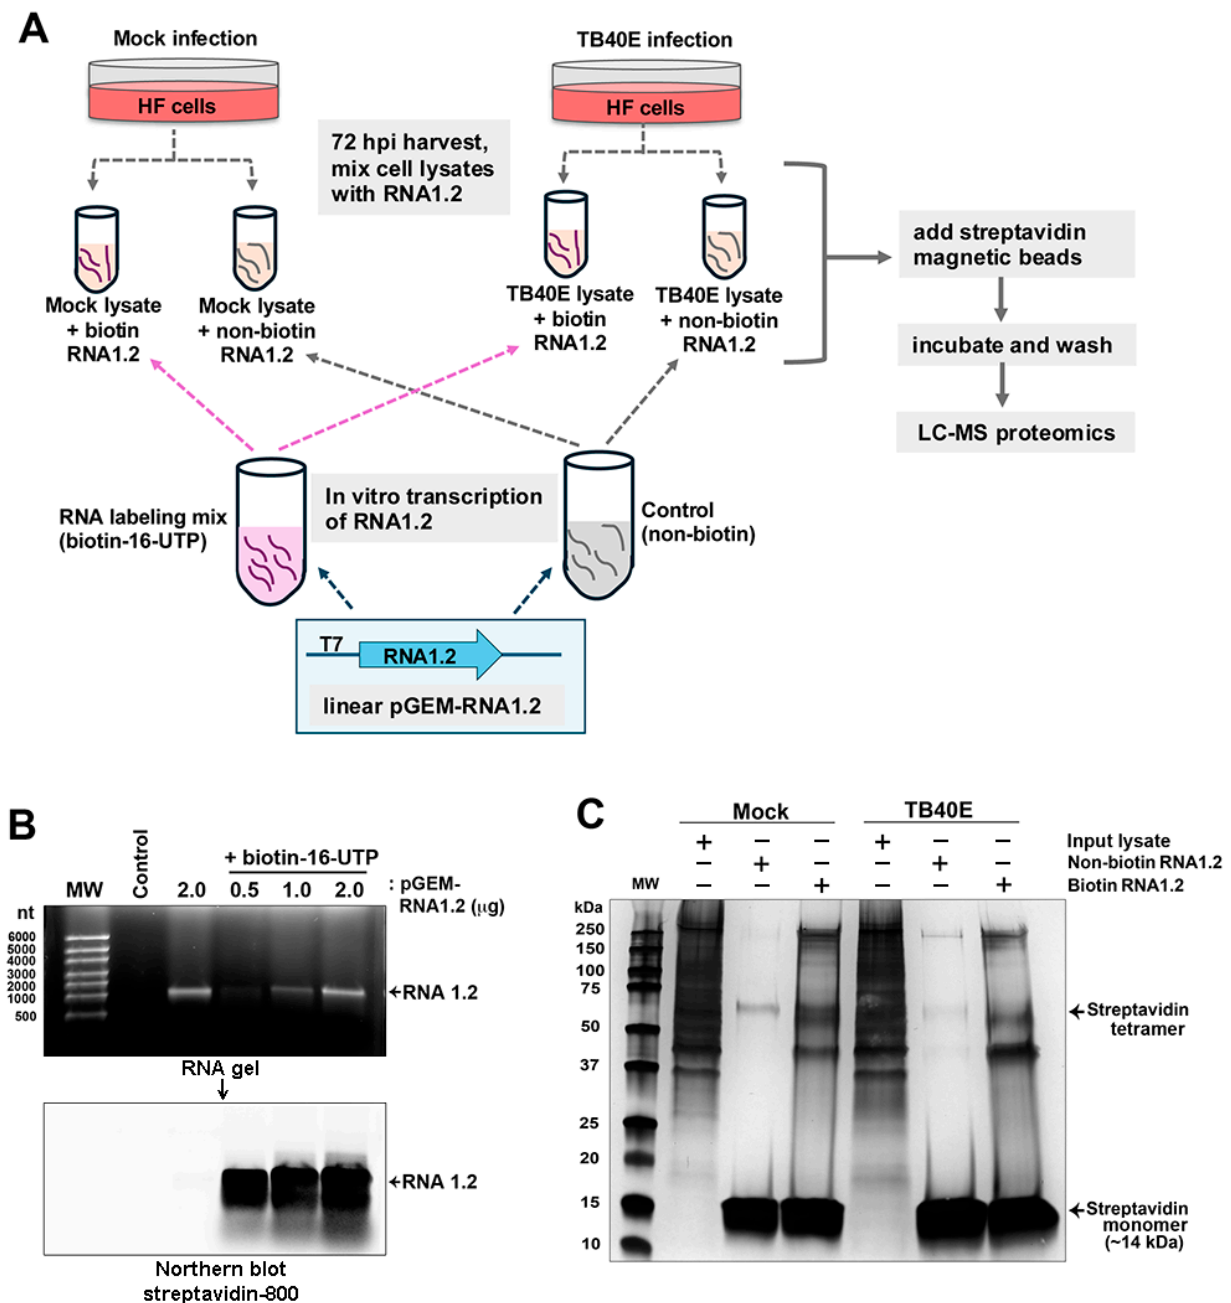 A
Mock infection
TB40E infection
HF cells
HF cells
72 hpi harvest,
mix cell lysates
with RNA1.2
Mock lysate
+ biotin
RNA1.2
Mock lysate
+ non-biotin
RNA1.2
TB40E lysate
+ biotin
RNA1.2
TB40E lysate
+ non-biotin
RNA1.2
add streptavidin
magnetic beads
incubate and wash
LC-MS proteomics
RNA labeling mix
(biotin-16-UTP)
In vitro transcription
of RNA1.2
Control
(non-biotin)
T7
RNA1.2
linear pGEM-RNA1.2
B
Control
+ biotin-16-UTP
MW
2.0
0.5
1.0
2.0
: pGEM-
RNA1.2 (µg)
nt
6000
5000
4000
3000
2000
1000
500
←RNA 1.2
RNA gel
↓
←RNA 1.2
Northern blot
streptavidin-800
C
Mock
TB40E
+ – – + – – Input lysate
– + – – + – Non-biotin RNA1.2
– – + – – + Biotin RNA1.2
MW
kDa
250
150
100
75
50
37
25
20
15
10
←Streptavidin
tetramer
←Streptavidin
monomer
(~14 kDa)